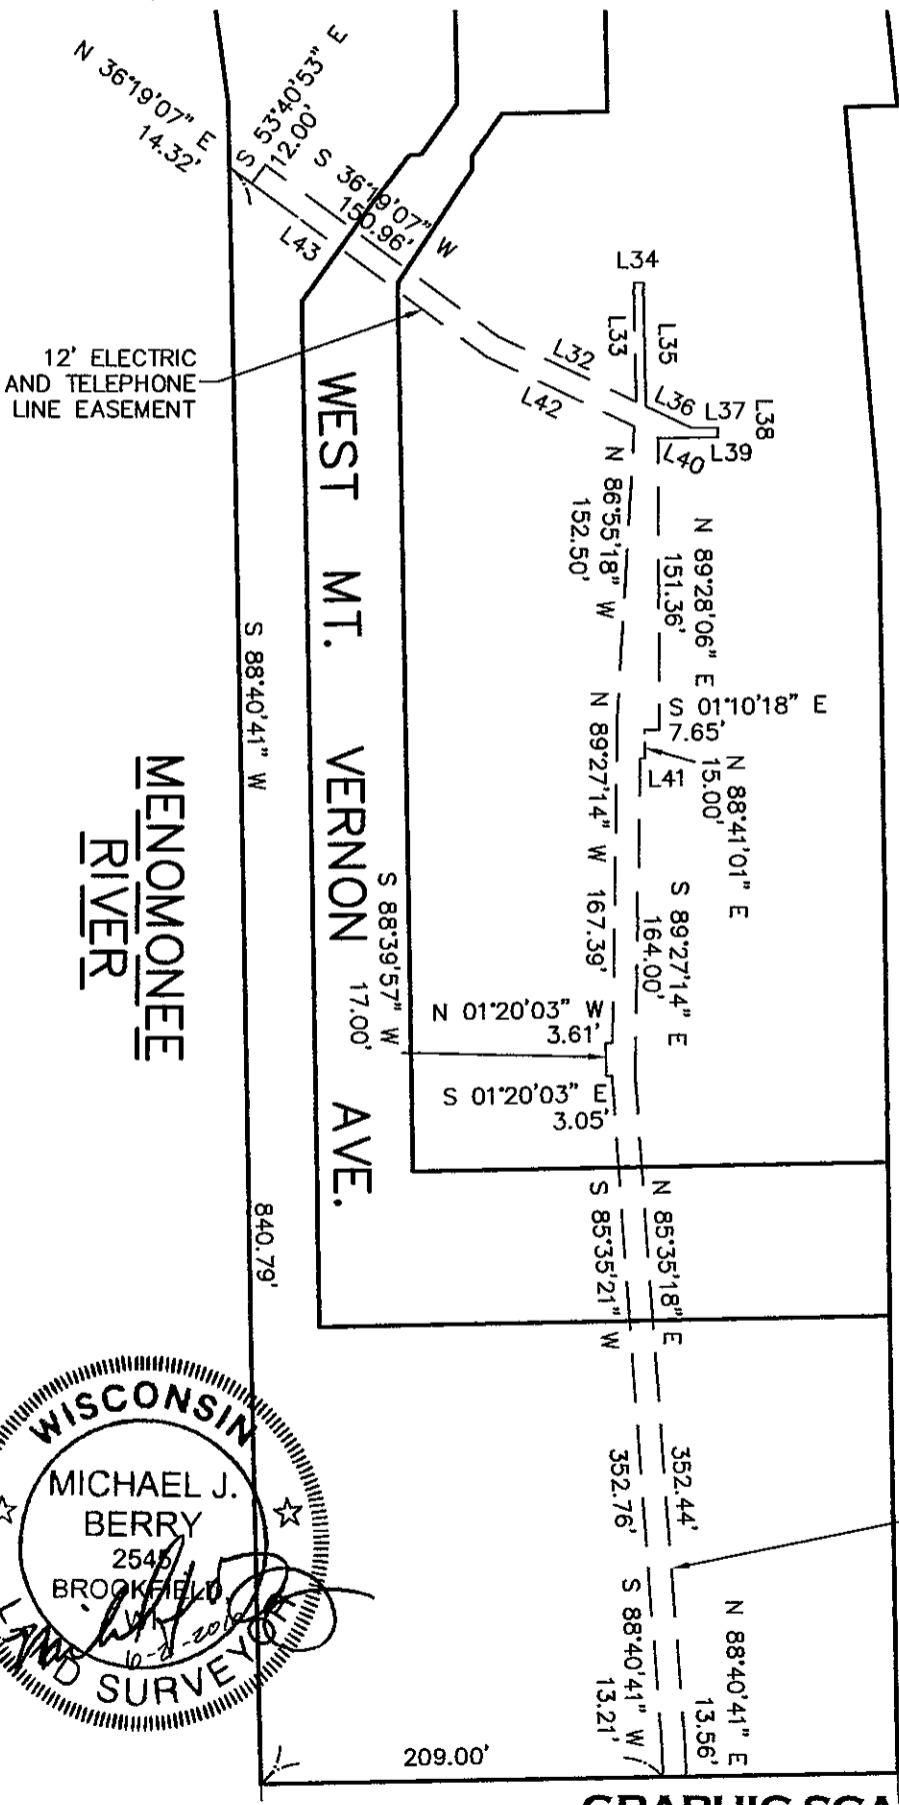 N 36°19'07" E
14.32'
S 53°40'53" E
12.00'
S 36°19'07" W
150.96'
L43
12' ELECTRIC
AND TELEPHONE
LINE EASEMENT
L34
L33
L35
L32
L42
L36
L37
L38
L39
L40
N 86°55'18" W
152.50'
N 89°28'06" E
151.36'
S 01°10'18" E
7.65'
N 88°41'01" E
15.00'
L41
N 89°27'14" W 167.39'
S 89°27'14" E
164.00'
WEST MT. VERNON AVE.
S 88°39'57" W
17.00'
N 01°20'03" W
3.61'
S 01°20'03" E
3.05'
S 88°40'41" W
840.79'
MENOMONEE
RIVER
N 85°35'18" E
352.44'
S 85°35'21" W
352.76'
N 88°40'41" E
13.56'
S 88°40'41" W
13.21'
209.00'
WISCONSIN
MICHAEL J.
BERRY
2545
BROOKFIELD,
WI
LAND SURVEYOR